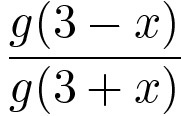 g(3 − x)
g(3 + x)